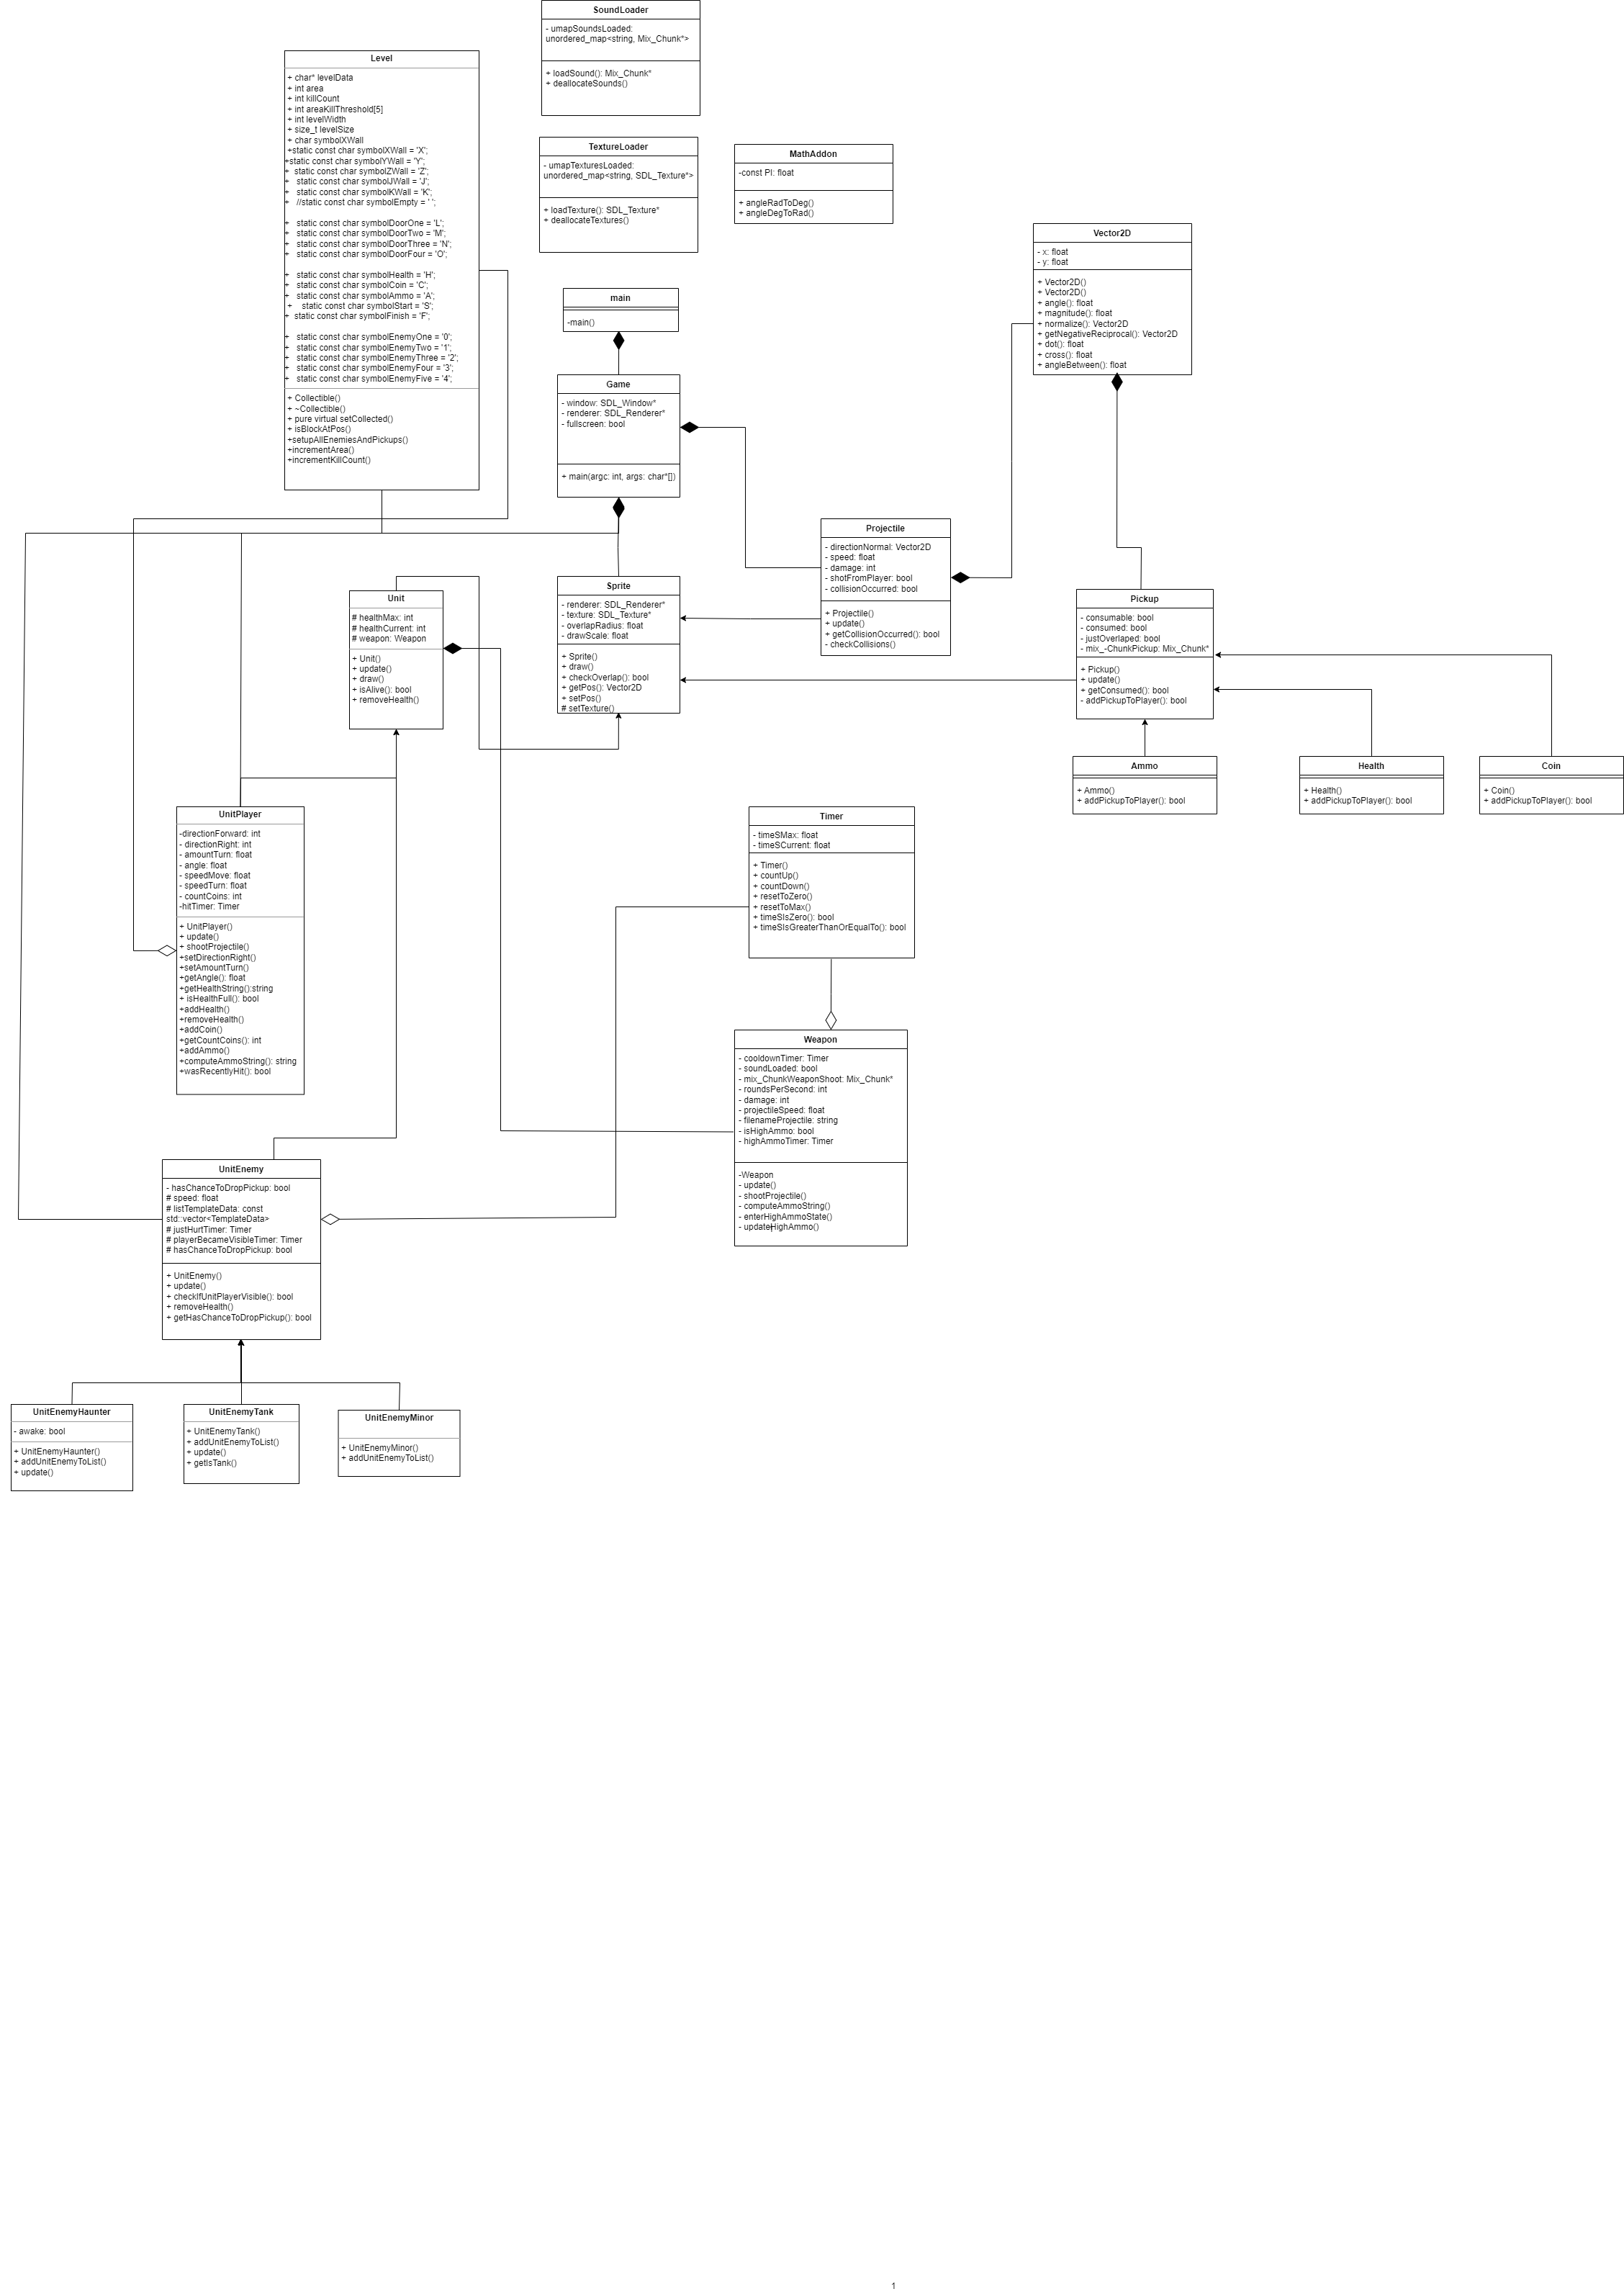 SoundLoader
- umapSoundsLoaded:
unordered_map<string, Mix_Chunk*>
+ loadSound(): Mix_Chunk*
+ deallocateSounds()
Level
+ char* levelData
+ int area
+ int killCount
+ int areaKillThreshold[5]
+ int levelWidth
+ size_t levelSize
+ char symbolXWall
+static const char symbolXWall = 'X';
+static const char symbolYWall = 'Y';
+ static const char symbolZWall = 'Z';
+ static const char symbolJWall = 'J';
+ static const char symbolKWall = 'K';
+ //static const char symbolEmpty = ' ';
+ static const char symbolDoorOne = 'L';
+ static const char symbolDoorTwo = 'M';
+ static const char symbolDoorThree = 'N';
+ static const char symbolDoorFour = 'O';
+ static const char symbolHealth = 'H';
+ static const char symbolCoin = 'C';
+ static const char symbolAmmo = 'A';
+ static const char symbolStart = 'S';
+ static const char symbolFinish = 'F';
+ static const char symbolEnemyOne = '0';
+ static const char symbolEnemyTwo = '1';
+ static const char symbolEnemyThree = '2';
+ static const char symbolEnemyFour = '3';
+ static const char symbolEnemyFive = '4';
+ Collectible()
+ ~Collectible()
+ pure virtual setCollected()
+ isBlockAtPos()
+setupAllEnemiesAndPickups()
+incrementArea()
+incrementKillCount()
TextureLoader
- umapTexturesLoaded:
unordered_map<string, SDL_Texture*>
+ loadTexture(): SDL_Texture*
+ deallocateTextures()
MathAddon
-const PI: float
+ angleRadToDeg()
+ angleDegToRad()
Vector2D
- x: float
- y: float
+ Vector2D()
+ Vector2D()
+ angle(): float
+ magnitude(): float
+ normalize(): Vector2D
+ getNegativeReciprocal(): Vector2D
+ dot(): float
+ cross(): float
+ angleBetween(): float
main
-main()
Game
- window: SDL_Window*
- renderer: SDL_Renderer*
- fullscreen: bool
+ main(argc: int, args: char*[])
Projectile
- directionNormal: Vector2D
- speed: float
- damage: int
- shotFromPlayer: bool
- collisionOccurred: bool
+ Projectile()
+ update()
+ getCollisionOccurred(): bool
- checkCollisions()
Unit
# healthMax: int
# healthCurrent: int
# weapon: Weapon
+ Unit()
+ update()
+ draw()
+ isAlive(): bool
+ removeHealth()
Sprite
- renderer: SDL_Renderer*
- texture: SDL_Texture*
- overlapRadius: float
- drawScale: float
+ Sprite()
+ draw()
+ checkOverlap(): bool
+ getPos(): Vector2D
+ setPos()
# setTexture()
Pickup
- consumable: bool
- consumed: bool
- justOverlaped: bool
- mix_-ChunkPickup: Mix_Chunk*
+ Pickup()
+ update()
+ getConsumed(): bool
- addPickupToPlayer(): bool
Ammo
+ Ammo()
+ addPickupToPlayer(): bool
Health
+ Health()
+ addPickupToPlayer(): bool
Coin
+ Coin()
+ addPickupToPlayer(): bool
UnitPlayer
-directionForward: int
- directionRight: int
- amountTurn: float
- angle: float
- speedMove: float
- speedTurn: float
- countCoins: int
-hitTimer: Timer
+ UnitPlayer()
+ update()
+ shootProjectile()
+setDirectionRight()
+setAmountTurn()
+getAngle(): float
+getHealthString():string
+ isHealthFull(): bool
+addHealth()
+removeHealth()
+addCoin()
+getCountCoins(): int
+addAmmo()
+computeAmmoString(): string
+wasRecentlyHit(): bool
Timer
- timeSMax: float
- timeSCurrent: float
+ Timer()
+ countUp()
+ countDown()
+ resetToZero()
+ resetToMax()
+ timeSIsZero(): bool
+ timeSIsGreaterThanOrEqualTo(): bool
Weapon
- cooldownTimer: Timer
- soundLoaded: bool
- mix_ChunkWeaponShoot: Mix_Chunk*
- roundsPerSecond: int
- damage: int
- projectileSpeed: float
- filenameProjectile: string
- isHighAmmo: bool
- highAmmoTimer: Timer
-Weapon
- update()
- shootProjectile()
- computeAmmoString()
- enterHighAmmoState()
- updateHighAmmo()
UnitEnemy
- hasChanceToDropPickup: bool
# speed: float
# listTemplateData: const
std::vector<TemplateData>
# justHurtTimer: Timer
# playerBecameVisibleTimer: Timer
# hasChanceToDropPickup: bool
+ UnitEnemy()
+ update()
+ checkIfUnitPlayerVisible(): bool
+ removeHealth()
+ getHasChanceToDropPickup(): bool
UnitEnemyHaunter
- awake: bool
+ UnitEnemyHaunter()
+ addUnitEnemyToList()
+ update()
UnitEnemyTank
+ UnitEnemyTank()
+ addUnitEnemyToList()
+ update()
+ getIsTank()
UnitEnemyMinor
+ UnitEnemyMinor()
+ addUnitEnemyToList()
1